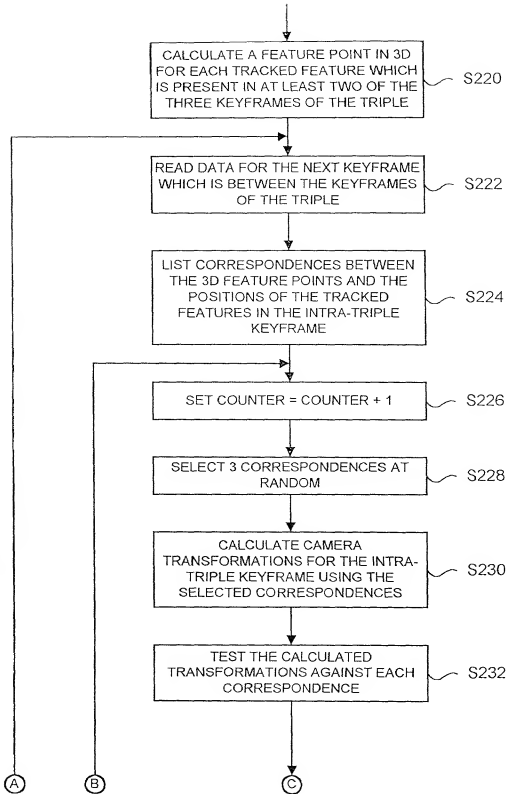 CALCULATE A FEATURE POINT IN 3D
FOR EACH TRACKED FEATURE WHICH
IS PRESENT IN AT LEAST TWO OF THE
THREE KEYFRAMES OF THE TRIPLE
S220
READ DATA FOR THE NEXT KEYFRAME
WHICH IS BETWEEN THE KEYFRAMES
OF THE TRIPLE
S222
LIST CORRESPONDENCES BETWEEN
THE 3D FEATURE POINTS AND THE
POSITIONS OF THE TRACKED
FEATURES IN THE INTRA-TRIPLE
KEYFRAME
S224
SET COUNTER = COUNTER + 1
S226
SELECT 3 CORRESPONDENCES AT
RANDOM
S228
CALCULATE CAMERA
TRANSFORMATIONS FOR THE INTRA-
TRIPLE KEYFRAME USING THE
SELECTED CORRESPONDENCES
S230
TEST THE CALCULATED
TRANSFORMATIONS AGAINST EACH
CORRESPONDENCE
S232
A
B
C